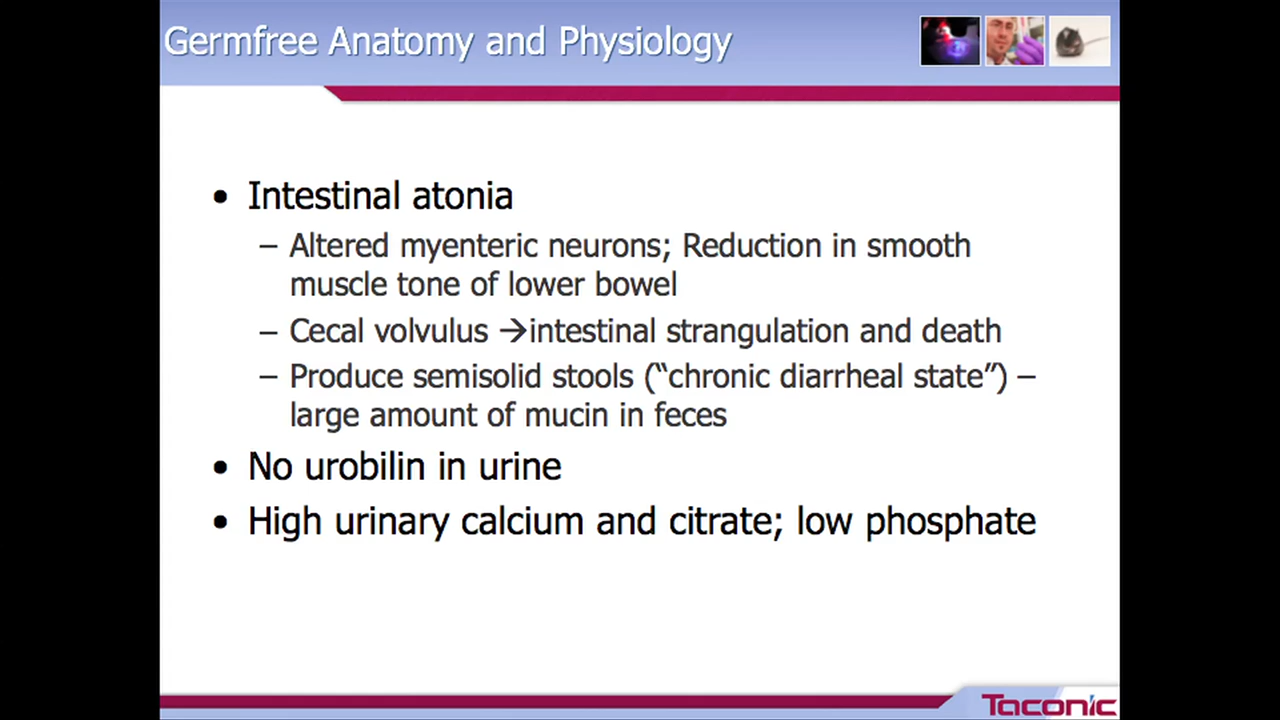 Germfree Anatomy and Physiology
• Intestinal atonia
– Altered myenteric neurons; Reduction in smooth
muscle tone of lower bowel
– Cecal volvulus →intestinal strangulation and death
– Produce semisolid stools (“chronic diarrheal state”) –
large amount of mucin in feces
• No urobilin in urine
• High urinary calcium and citrate; low phosphate
Taconic